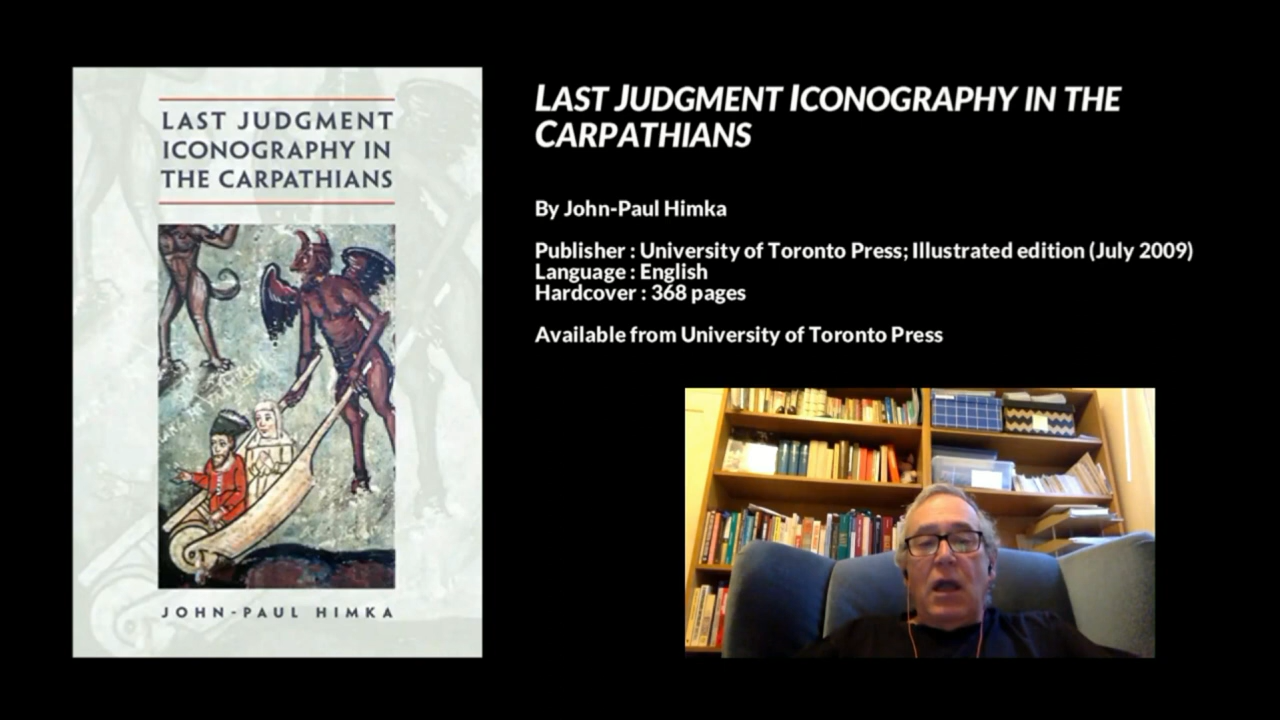 LAST JUDGMENT
ICONOGRAPHY IN
THE CARPATHIANS
JOHN-PAUL HIMKA
LAST JUDGMENT ICONOGRAPHY IN THE
CARPATHIANS
By John-Paul Himka
Publisher : University of Toronto Press; Illustrated edition (July 2009)
Language : English
Hardcover : 368 pages
Available from University of Toronto Press